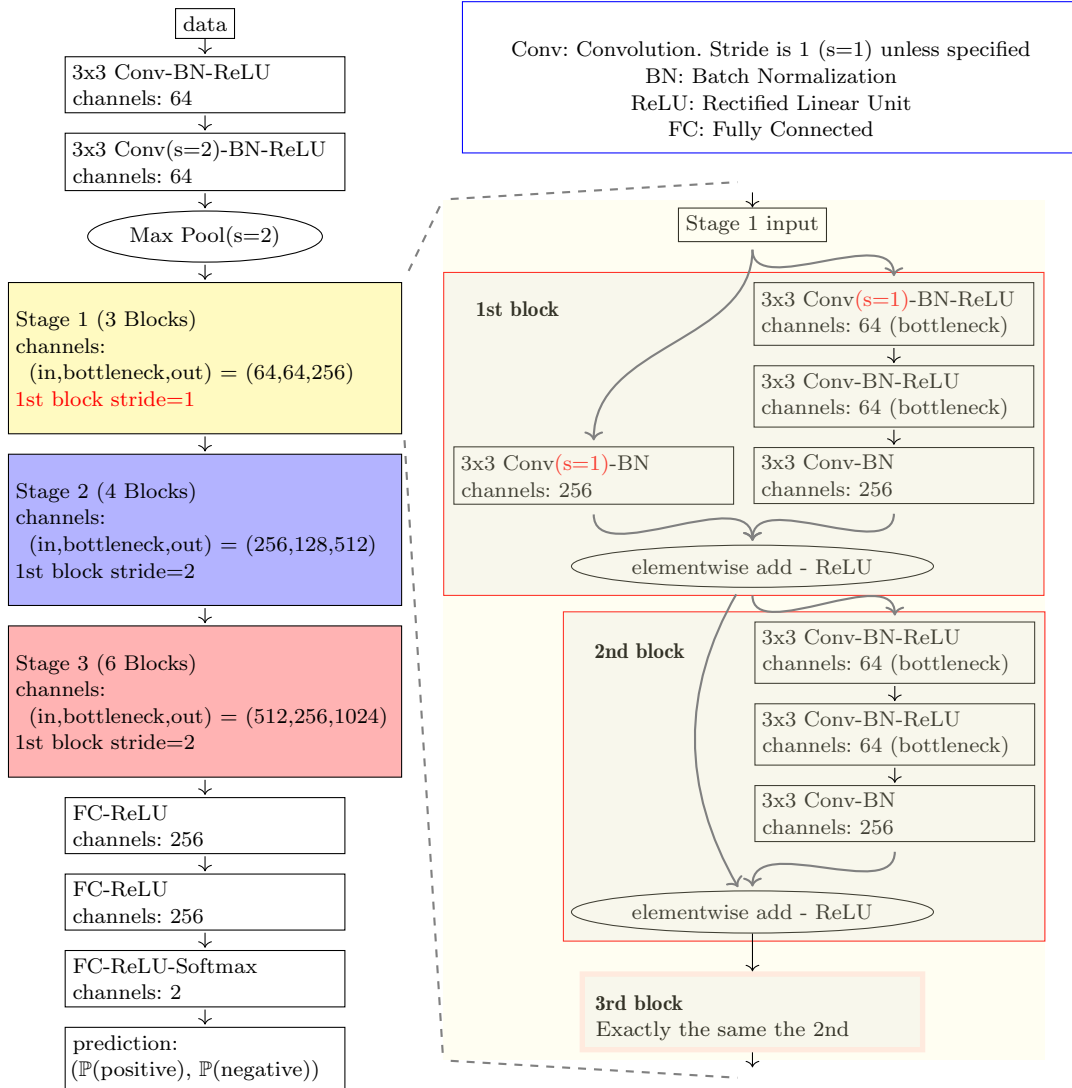 data
3x3 Conv-BN-ReLU
channels: 64
3x3 Conv(s=2)-BN-ReLU
channels: 64
Max Pool(s=2)
Stage 1 (3 Blocks)
channels:
(in,bottleneck,out) = (64,64,256)
1st block stride=1
Stage 2 (4 Blocks)
channels:
(in,bottleneck,out) = (256,128,512)
1st block stride=2
Stage 3 (6 Blocks)
channels:
(in,bottleneck,out) = (512,256,1024)
1st block stride=2
FC-ReLU
channels: 256
FC-ReLU
channels: 256
FC-ReLU-Softmax
channels: 2
prediction:
(ℙ(positive), ℙ(negative))
Conv: Convolution. Stride is 1 (s=1) unless specified
BN: Batch Normalization
ReLU: Rectified Linear Unit
FC: Fully Connected
Stage 1 input
1st block
3x3 Conv(s=1)-BN-ReLU
channels: 64 (bottleneck)
3x3 Conv-BN-ReLU
channels: 64 (bottleneck)
3x3 Conv(s=1)-BN
channels: 256
3x3 Conv-BN
channels: 256
elementwise add - ReLU
2nd block
3x3 Conv-BN-ReLU
channels: 64 (bottleneck)
3x3 Conv-BN-ReLU
channels: 64 (bottleneck)
3x3 Conv-BN
channels: 256
elementwise add - ReLU
3rd block
Exactly the same the 2nd